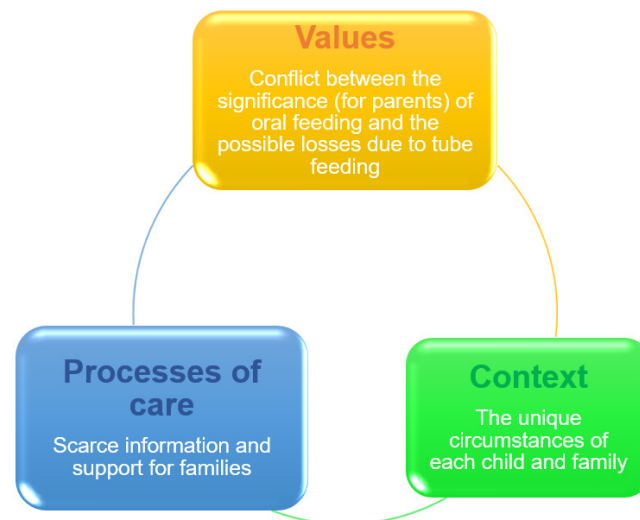 Values
Conflict between the
significance (for parents) of
oral feeding and the
possible losses due to tube
feeding
Processes of
care
Scarce information and
support for families
Context
The unique
circumstances of
each child and family